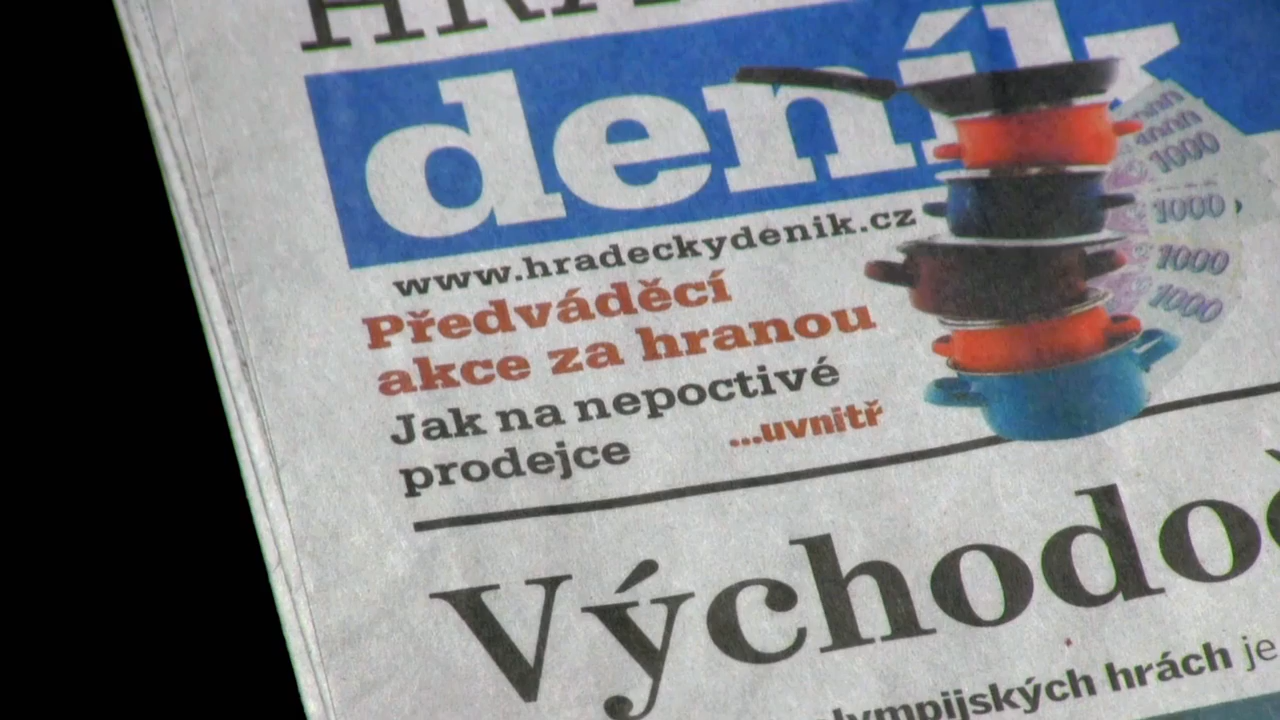 deník
www.hradeckydenik.cz
Předváděcí
akce za hranou
Jak na nepoctivé
prodejce
...uvnitř
1000
1000
1000
1000
hrách je